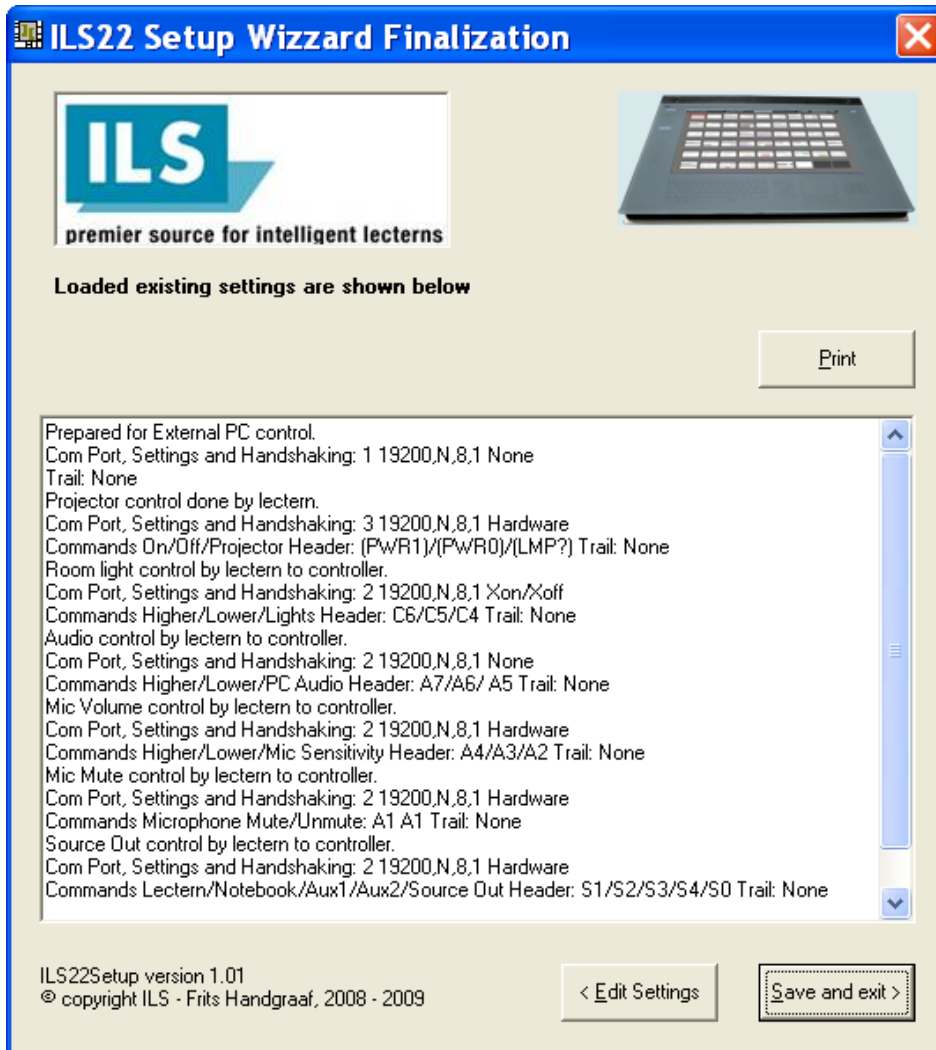 ILS22 Setup Wizzard Finalization
ILS
premier source for intelligent lecterns
Loaded existing settings are shown below
Print
Prepared for External PC control.
Com Port, Settings and Handshaking: 1 19200,N,8,1 None
Trail: None
Projector control done by lectern.
Com Port, Settings and Handshaking: 3 19200,N,8,1 Hardware
Commands On/Off/Projector Header: (PWR1)/(PWR0)/(LMP?) Trail: None
Room light control by lectern to controller.
Com Port, Settings and Handshaking: 2 19200,N,8,1 Xon/Xoff
Commands Higher/Lower/Lights Header: C6/C5/C4 Trail: None
Audio control by lectern to controller.
Com Port, Settings and Handshaking: 2 19200,N,8,1 None
Commands Higher/Lower/PC Audio Header: A7/A6/ A5 Trail: None
Mic Volume control by lectern to controller.
Com Port, Settings and Handshaking: 2 19200,N,8,1 Hardware
Commands Higher/Lower/Mic Sensitivity Header: A4/A3/A2 Trail: None
Mic Mute control by lectern to controller.
Com Port, Settings and Handshaking: 2 19200,N,8,1 Hardware
Commands Microphone Mute/Unmute: A1 A1 Trail: None
Source Out control by lectern to controller.
Com Port, Settings and Handshaking: 2 19200,N,8,1 Hardware
Commands Lectern/Notebook/Aux1/Aux2/Source Out Header: S1/S2/S3/S4/S0 Trail: None
ILS22Setup version 1.01
© copyright ILS - Frits Handgraaf, 2008 - 2009
< Edit Settings
Save and exit >